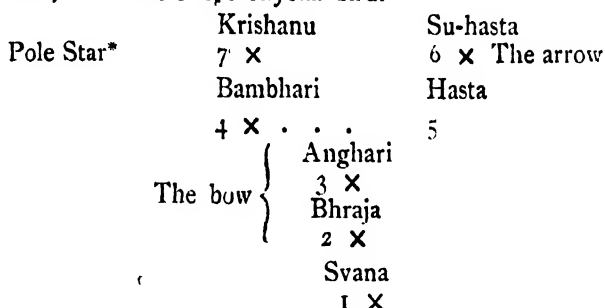 Krishanu Su-hasta
Pole Star* 7 × 6 × The arrow
Bambhari Hasta
4 × . . . 5
Anghari
The bow { 3 ×
Bhraja
2 ×
Svana
1 ×